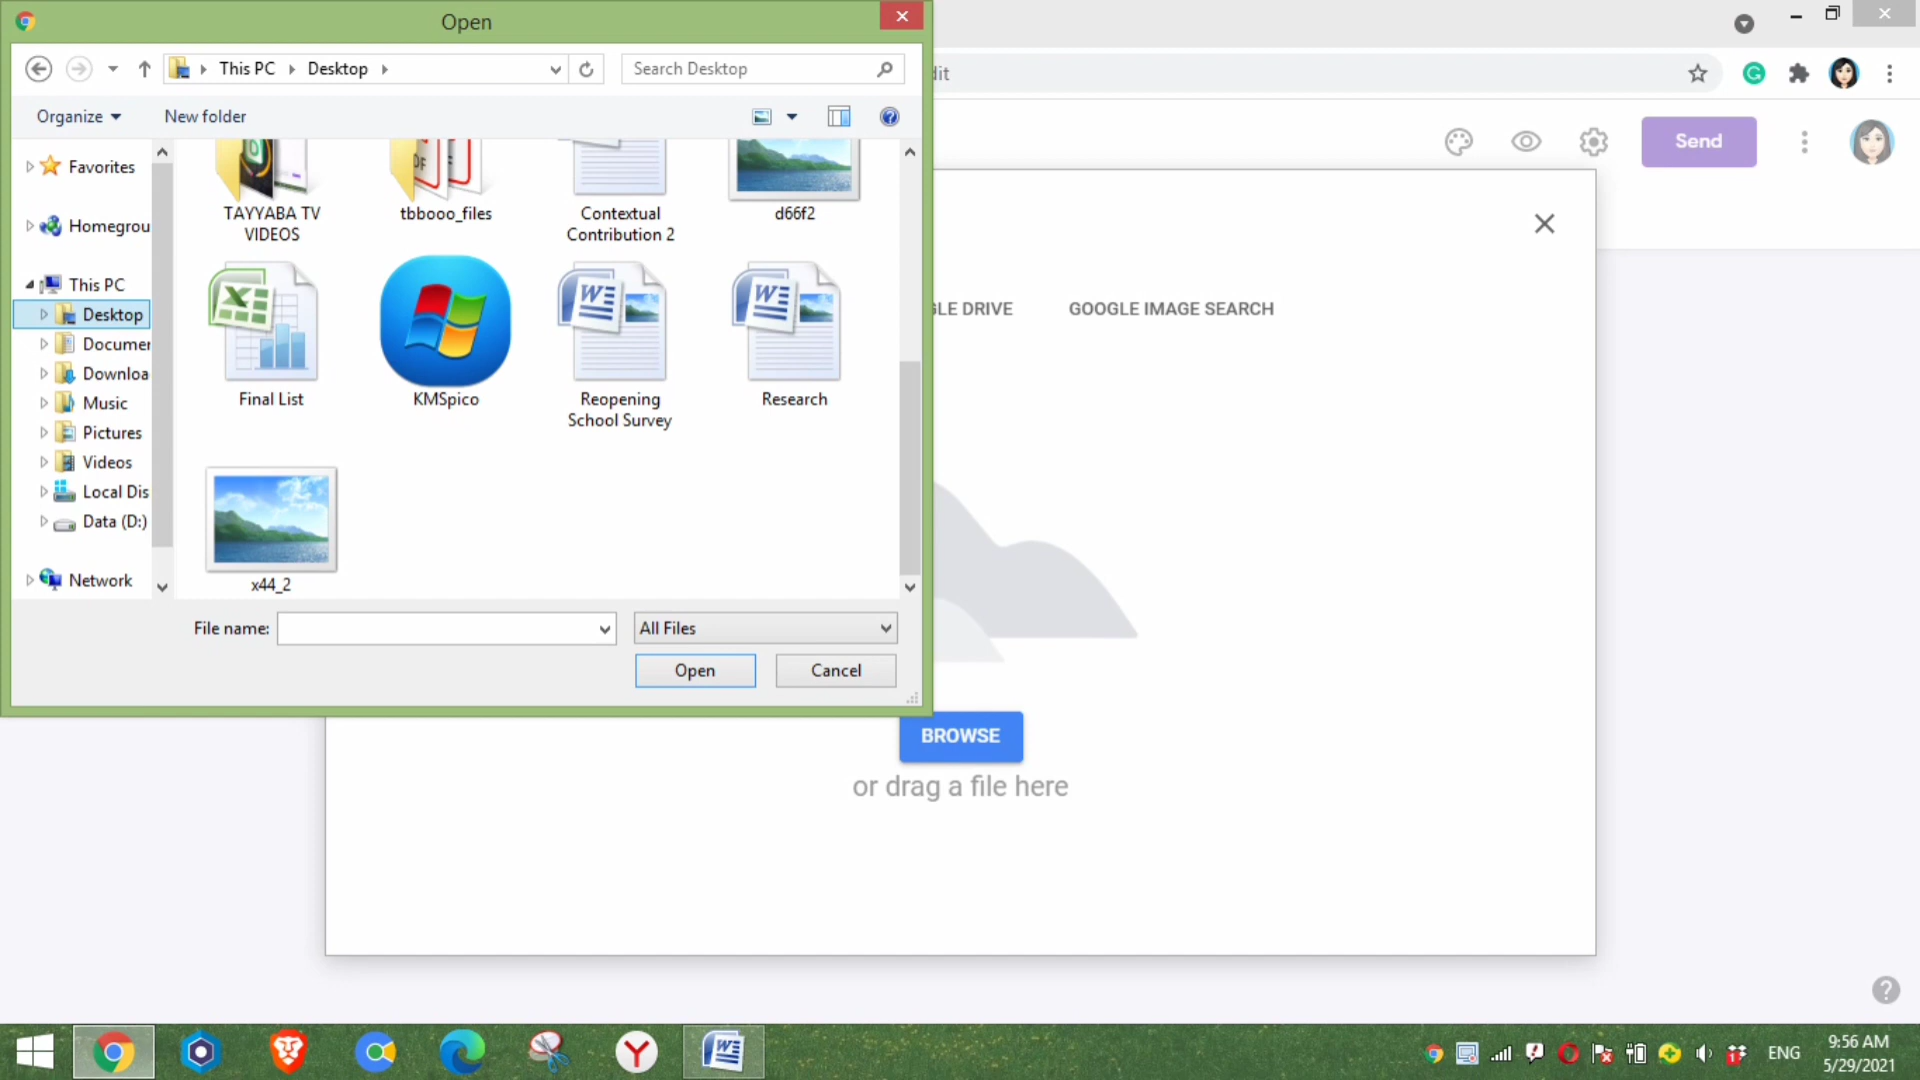 Open
This PC
Desktop
Search Desktop
dit
Organize
New folder
Send
Favorites
Homegrou
This PC
Desktop
Documer
Downloa
Music
Pictures
Videos
Local Dis
Data (D:)
Network
TAYYABA TV
VIDEOS
tbbooo_files
Contextual
Contribution 2
d66f2
Final List
KMSpico
Reopening
School Survey
Research
x44_2
GLE DRIVE
GOOGLE IMAGE SEARCH
File name:
All Files
Open
Cancel
BROWSE
or drag a file here
ENG
9:56 AM
5/29/2021